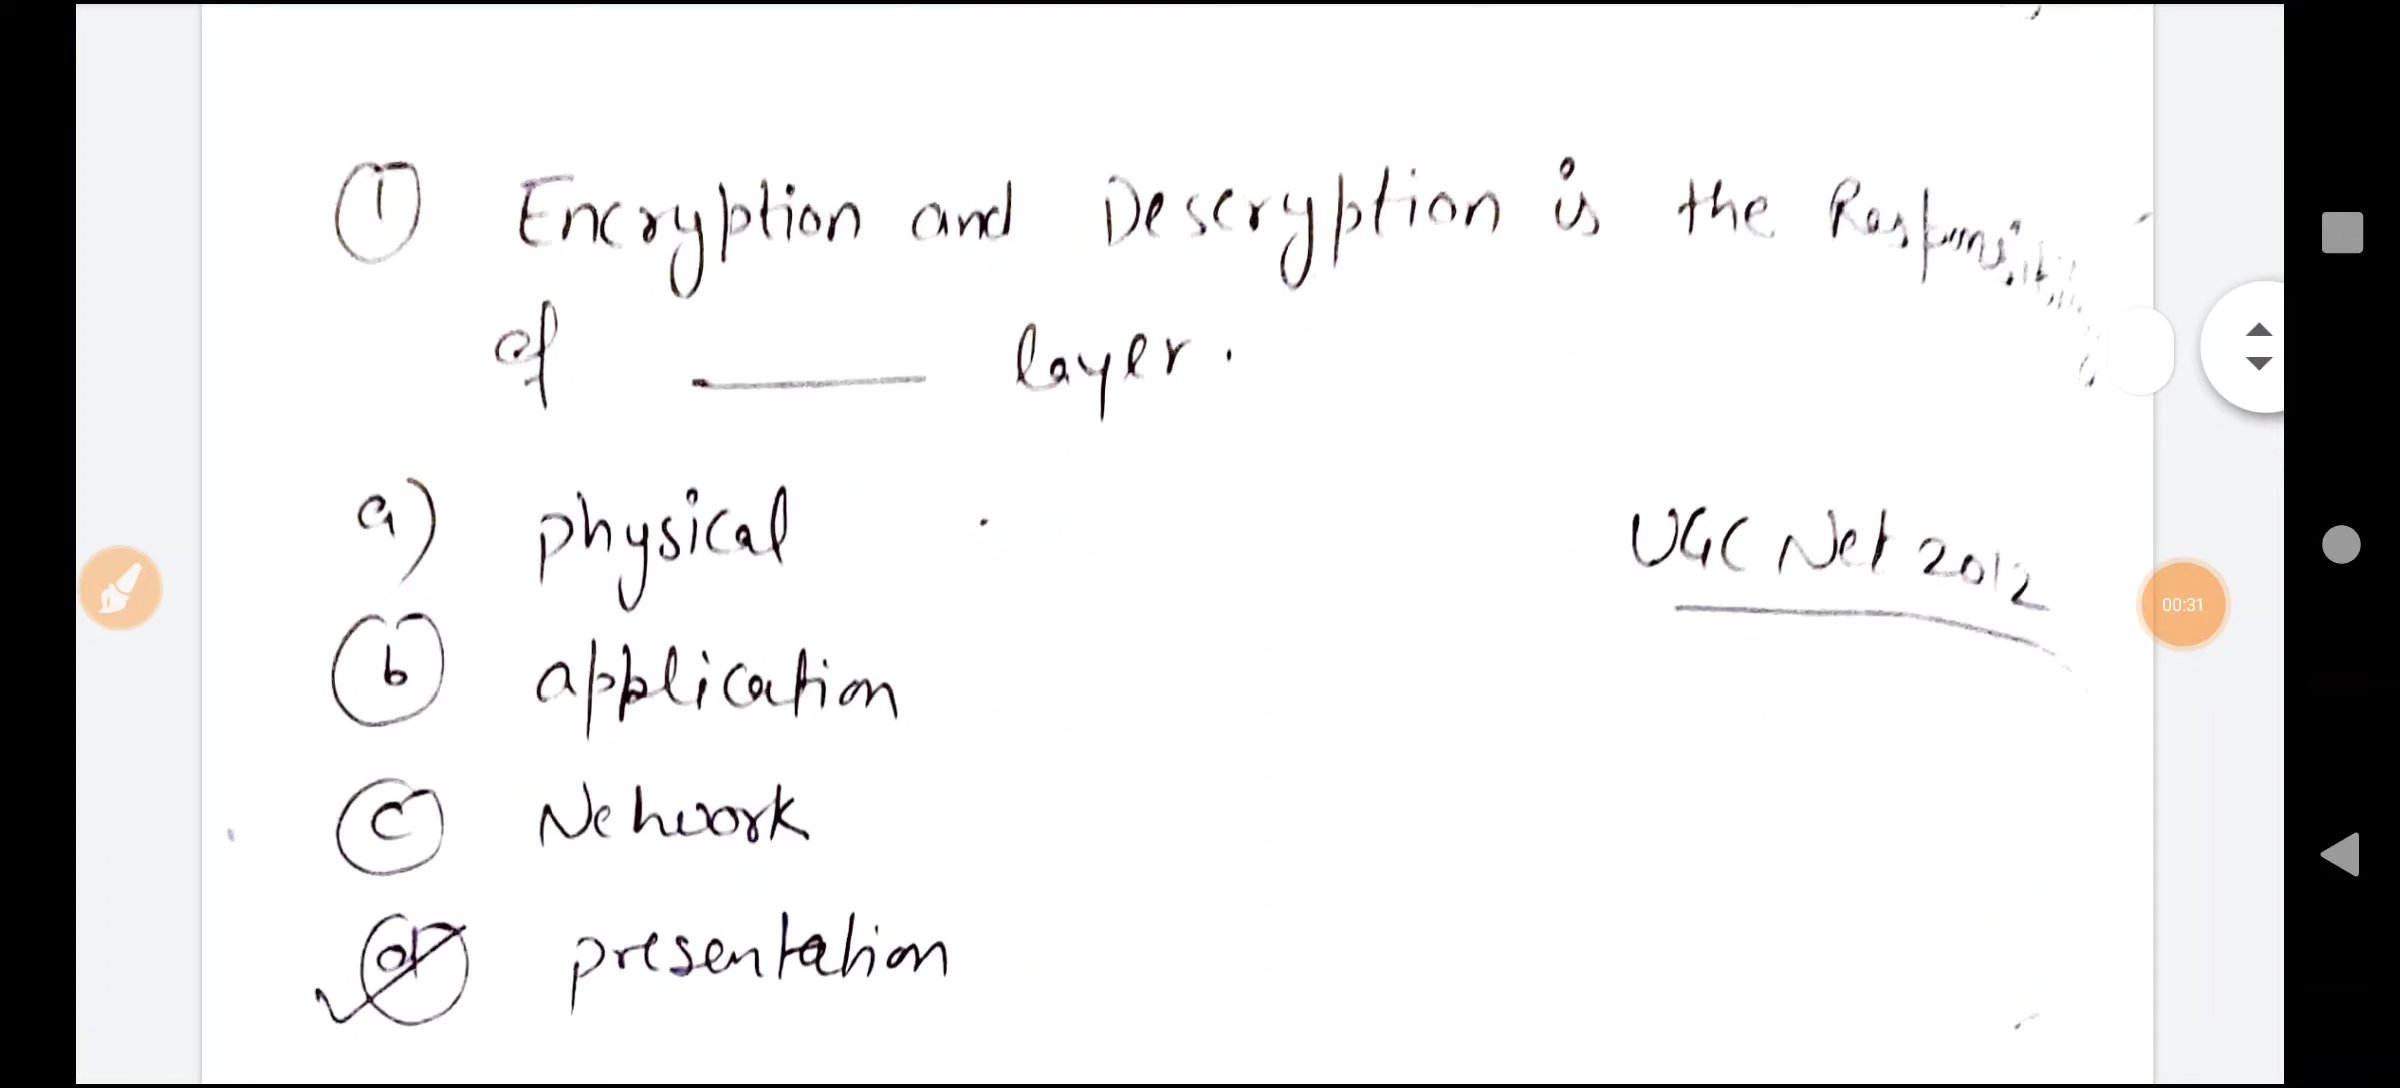 ① Encryption and Descryption is the
of ______ layer.
a) physical
UGC Net 2012
ⓑ application
00:31
ⓒ Network
ⓓ presentation